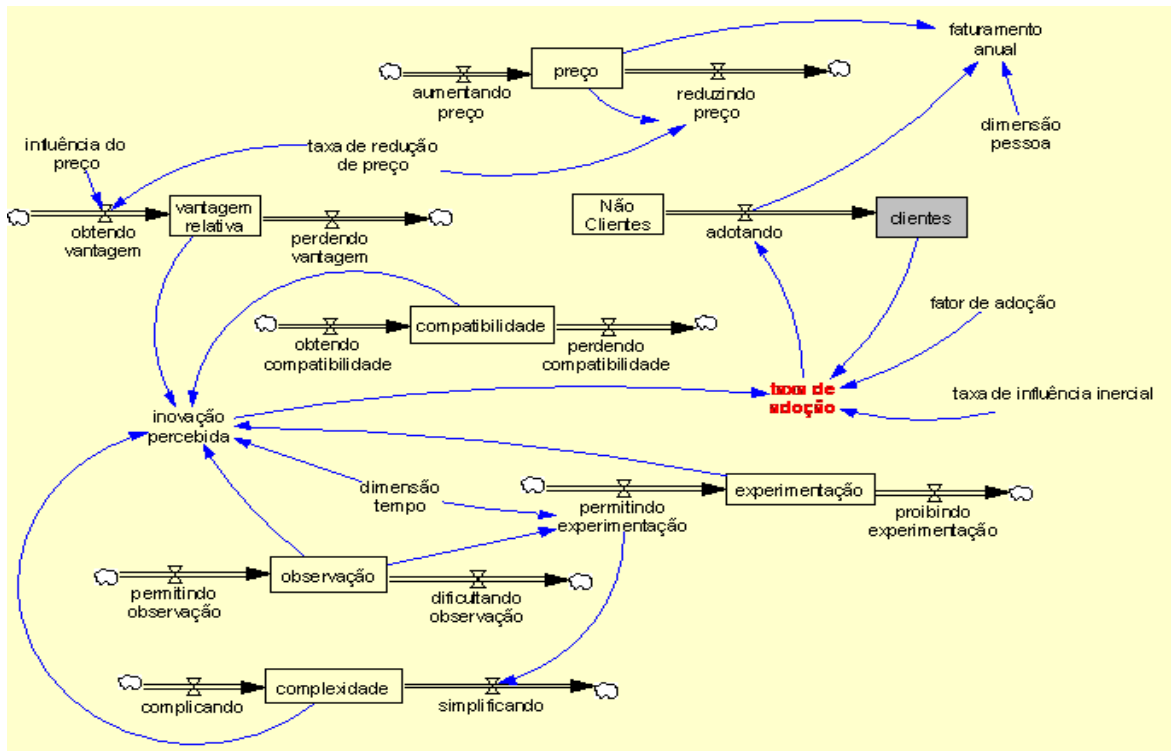 faturamento
anual
preço
aumentando
preço
reduzindo
preço
dimensão
pessoa
infuência do
preço
taxa de redução
de preço
vantagem
relativa
obtendo
vantagem
perdendo
vantagem
Não
Clientes
adotando
clientes
compatibilidade
obtendo
compatibilidade
perdendo
compatibilidade
fator de adoção
taxa de
adoção
taxa de influência inercial
inovação
percebida
dimensão
tempo
permitindo
experimentação
experimentação
proibindo
experimentação
observação
permitindo
observação
dificultando
observação
complexidade
complicando
simplificando